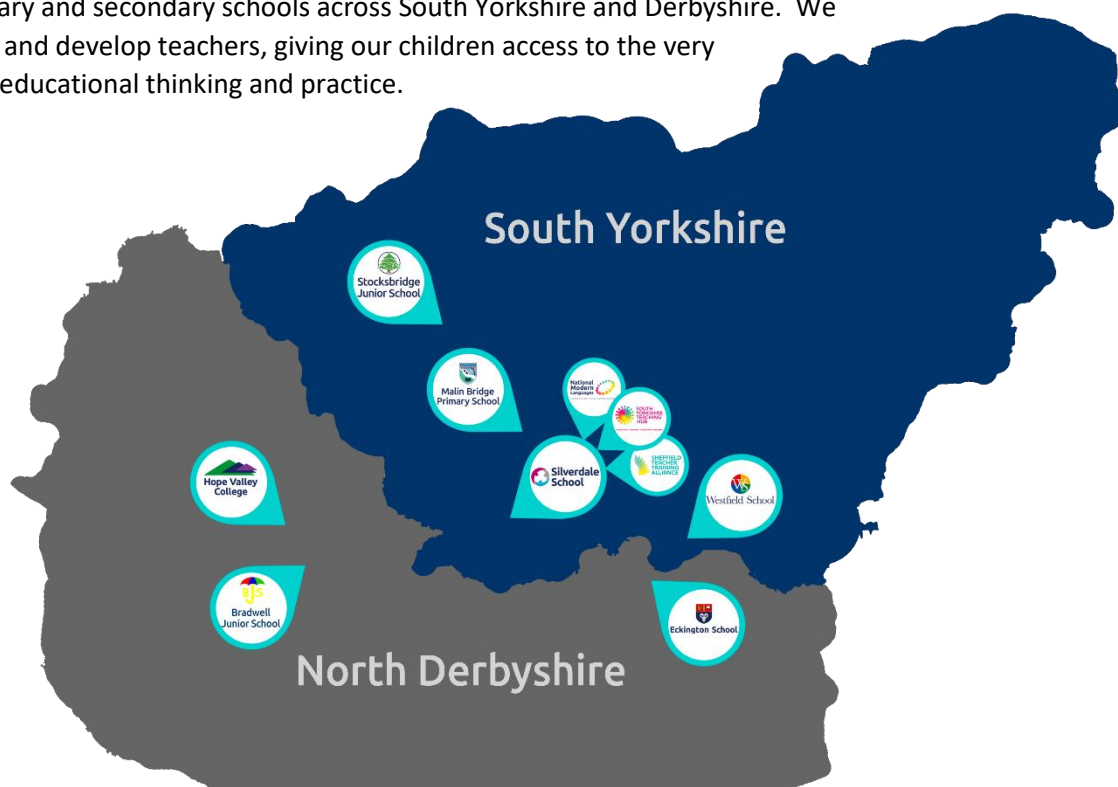 ary and secondary schools across South Yorkshire and Derbyshire. We
and develop teachers, giving our children access to the very
educational thinking and practice.
South Yorkshire
Stocksbridge
Junior School
Malin Bridge
Primary School
National
Modern
Languages
SOUTH
YORKSHIRE
TEACHING
HUB
Silverdale
School
SHEFFIELD
TEACHER
TRAINING
ALLIANCE
Hope Valley
College
WS
Westfield School
BJS
Bradwell
Junior School
Eckington School
North Derbyshire